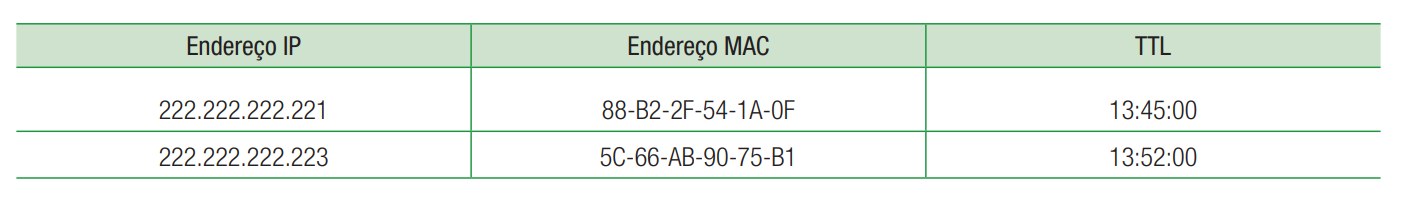 Endereço IP Endereço MAC TTL
222.222.222.221 88-B2-2F-54-1A-0F 13:45:00
222.222.222.223 5C-66-AB-90-75-B1 13:52:00